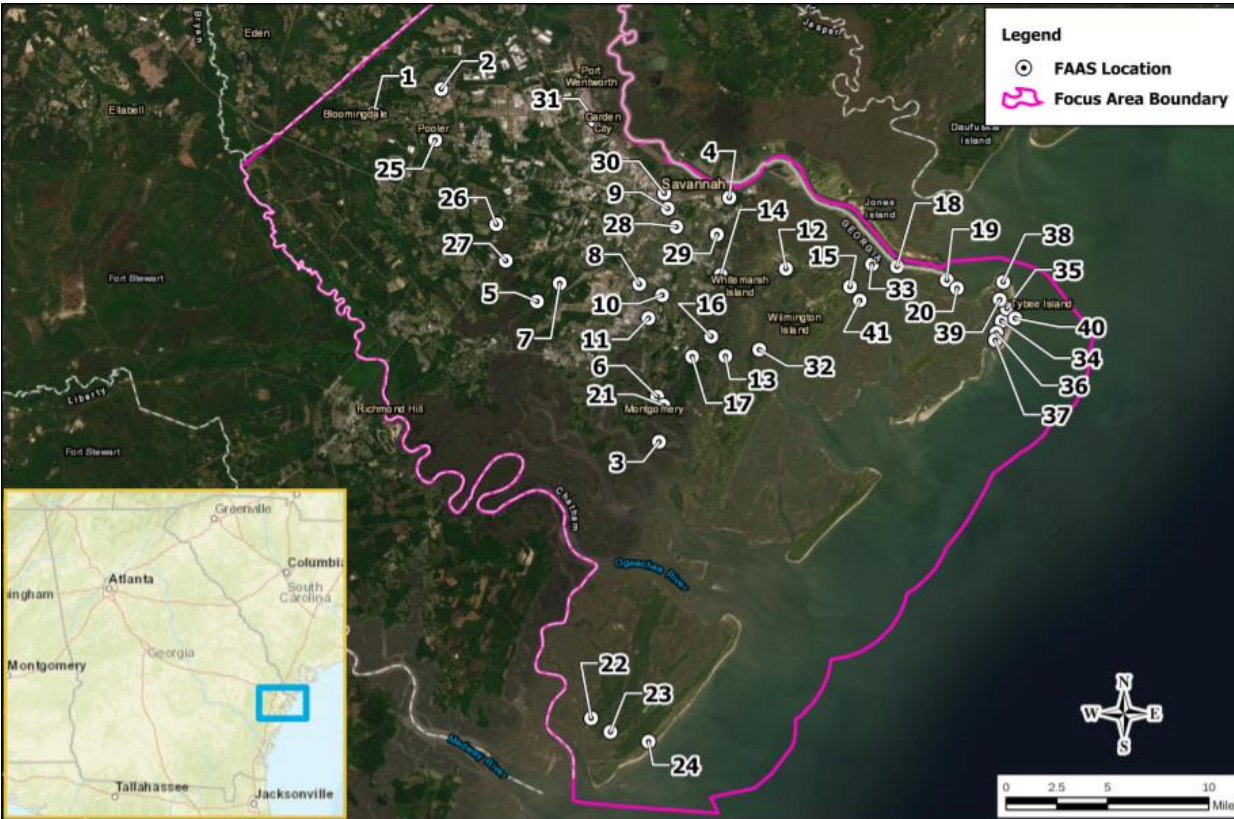 Eden
Bryan
Jasper
Port
Wentworth
Garden
City
Ellabell
Bloomingdale
Pooler
Savannah
Daufuskie
Island
Jones
Island
GEORGIA
Fort Stewart
Whitemarsh
Island
Wilmington
Island
Tybee Island
Liberty
Richmond Hill
Montgomery
Fort Stewart
Chatham
Ogeechee River
Medway River
1
2
31
25
30
4
9
28
26
27
29
14
12
18
19
38
35
8
5
7
10
11
16
15
33
41
20
39
40
34
36
37
6
21
17
13
32
3
22
23
24
Legend
FAAS Location
Focus Area Boundary
Greenville
Columbi
South
Carolina
Atlanta
ingham
Georgia
Montgomery
Tallahassee
Jacksonville
N
W E
S
0 2.5 5 10
Mile